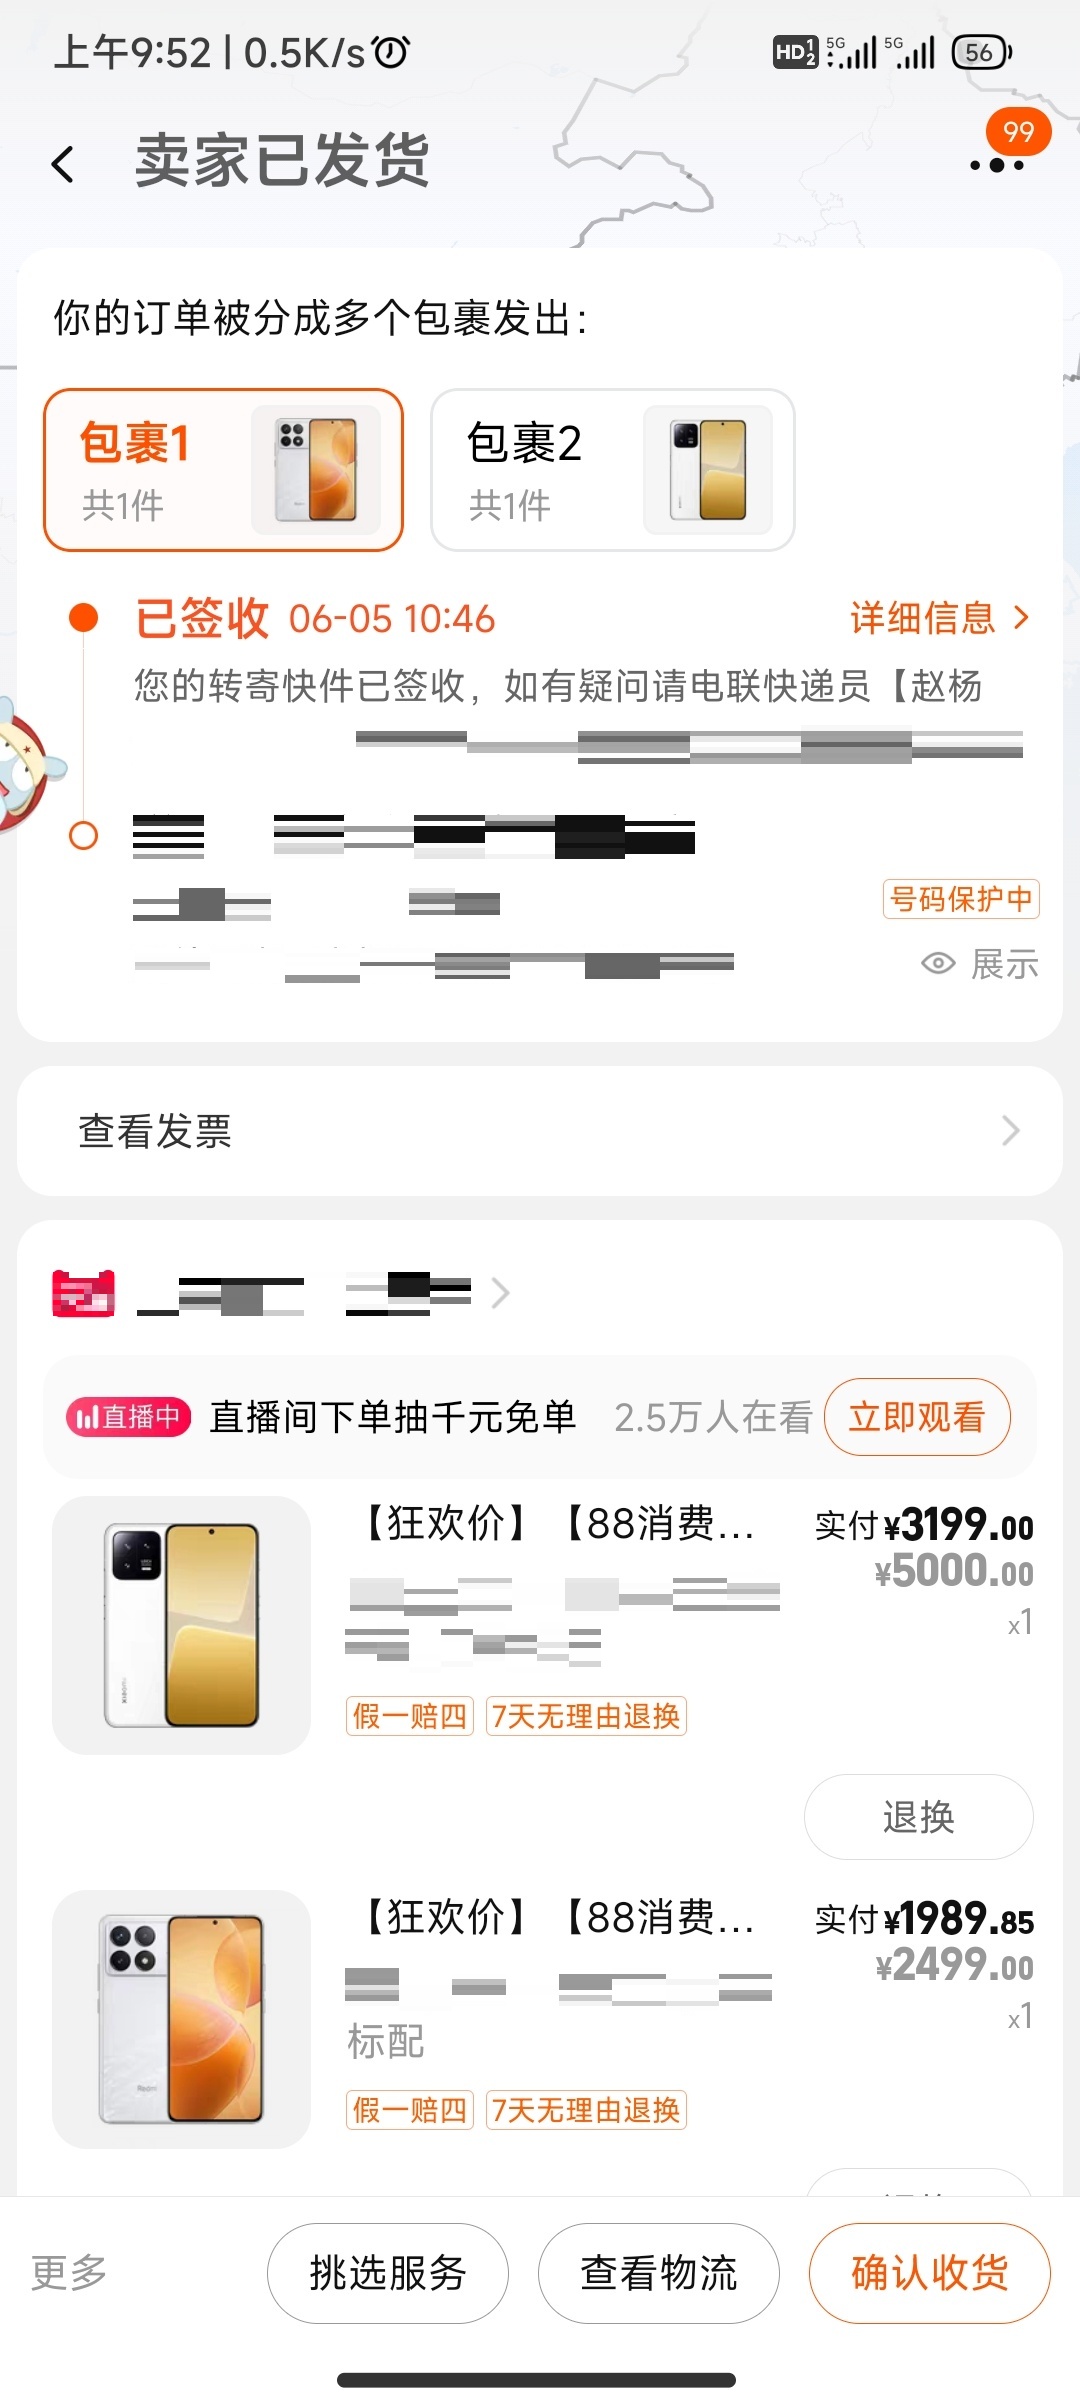 上午9:52 | 0.5K/s
HD 1 2 5G 5G 56
99
卖家已发货
你的订单被分成多个包裹发出：
包裹1
共1件
包裹2
共1件
已签收 06-05 10:46 详细信息
您的转寄快件已签收，如有疑问请电联快递员【赵杨
号码保护中
展示
查看发票
直播中 直播间下单抽千元免单 2.5万人在看 立即观看
【狂欢价】【88消费... 实付¥3199.00
¥5000.00
x1
假一赔四 7天无理由退换
退换
【狂欢价】【88消费... 实付¥1989.85
¥2499.00
x1
标配
假一赔四 7天无理由退换
更多 挑选服务 查看物流 确认收货